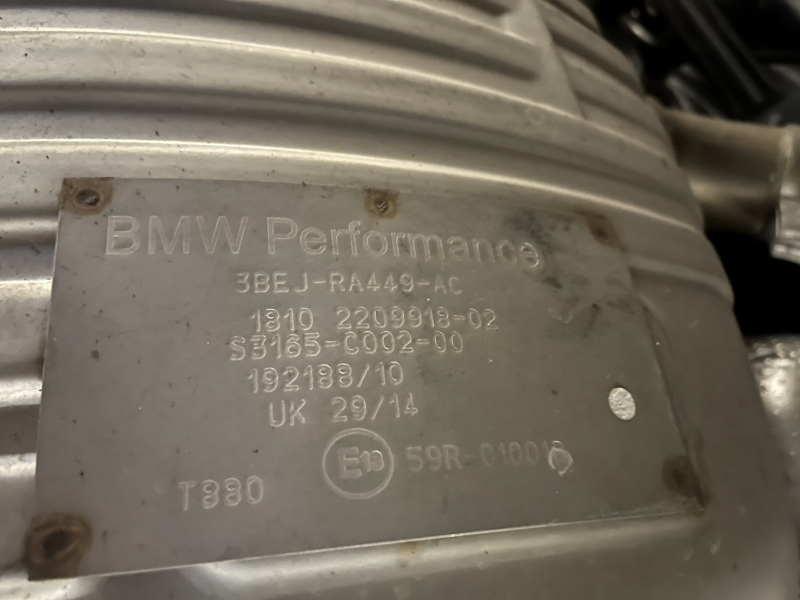 BMW Performance
3BEJ-RA449-AC
1810 2209918-02
S3165-C002-00
192188/10
UK 29/14
E13 59R-010018
T880